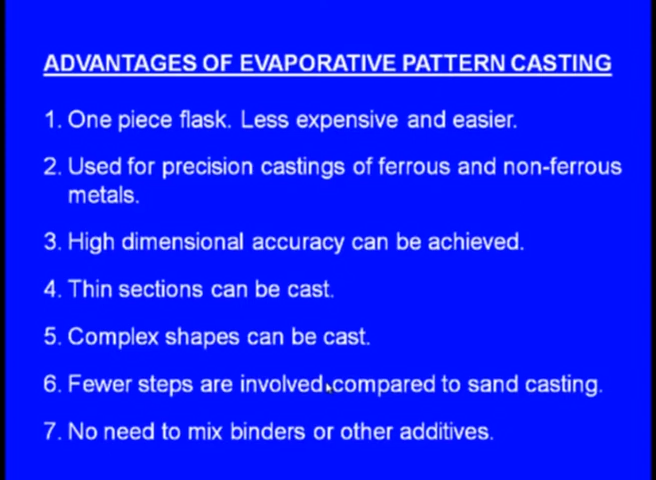 ADVANTAGES OF EVAPORATIVE PATTERN CASTING
1. One piece flask. Less expensive and easier.
2. Used for precision castings of ferrous and non-ferrous
metals.
3. High dimensional accuracy can be achieved.
4. Thin sections can be cast.
5. Complex shapes can be cast.
6. Fewer steps are involved compared to sand casting.
7. No need to mix binders or other additives.